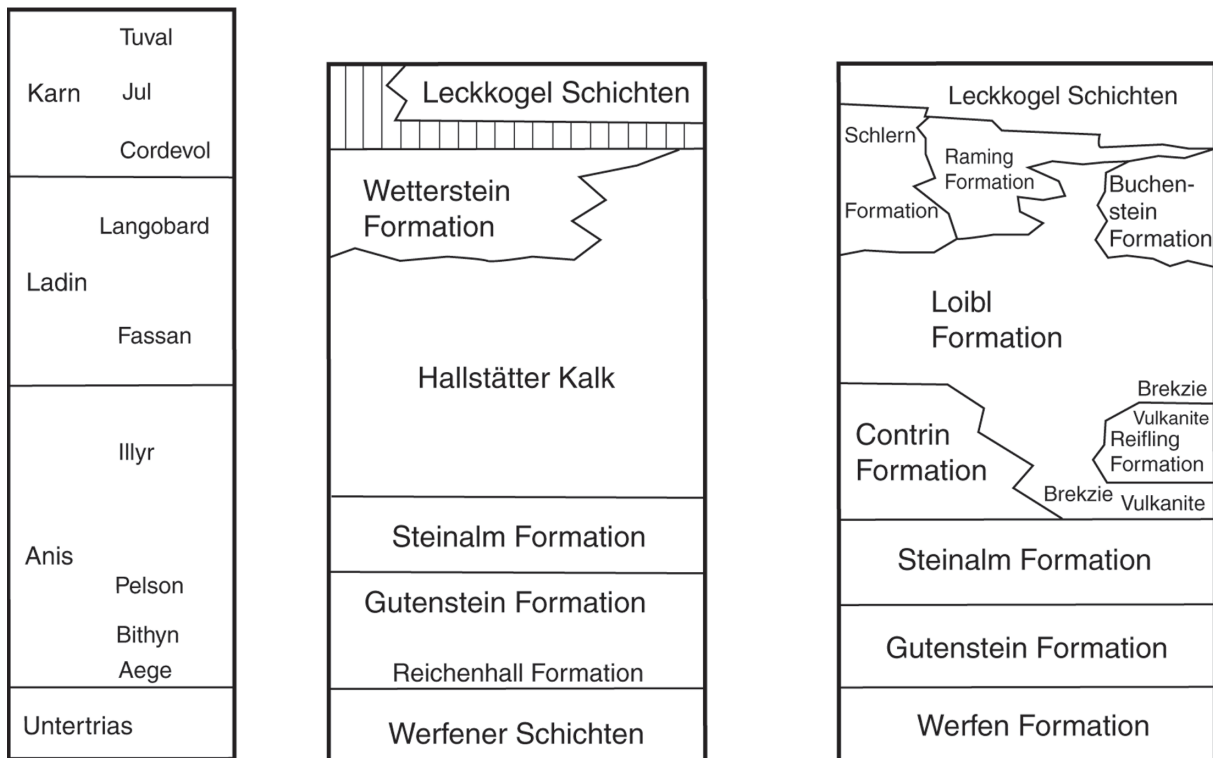 Tuval
Karn
Jul
Cordevol
Langobard
Ladin
Fassan
Illyr
Anis
Pelson
Bithyn
Aege
Untertrias
Leckkogel Schichten
Wetterstein
Formation
Hallstätter Kalk
Steinalm Formation
Gutenstein Formation
Reichenhall Formation
Werfener Schichten
Leckkogel Schichten
Schlern
Formation
Raming
Formation
Buchen-
stein
Formation
Loibl
Formation
Brekzie
Vulkanite
Reifling
Formation
Contrin
Formation
Brekzie
Vulkanite
Steinalm Formation
Gutenstein Formation
Werfen Formation